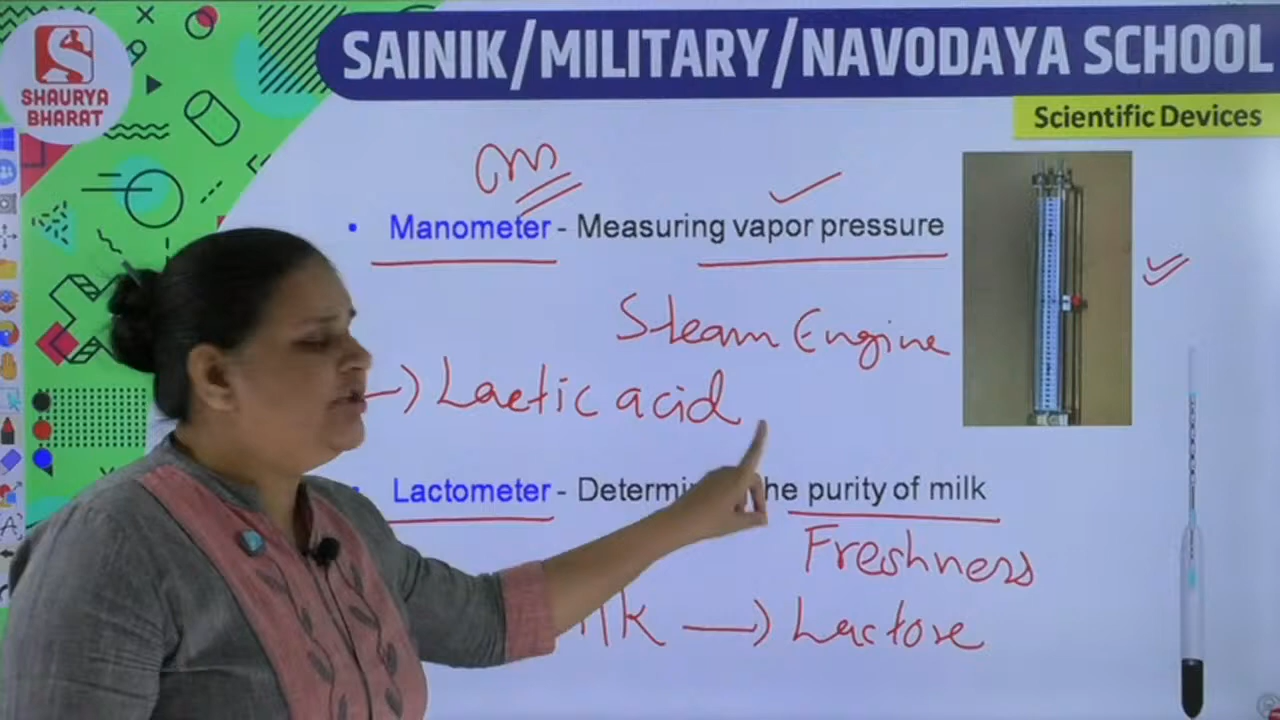 SHAURYA
BHARAT
SAINIK/MILITARY/NAVODAYA SCHOOL
Scientific Devices
• Manometer - Measuring vapor pressure
Steam Engine
→ Lactic acid
Lactometer - Determi he purity of milk
Freshness
lk → Lactose